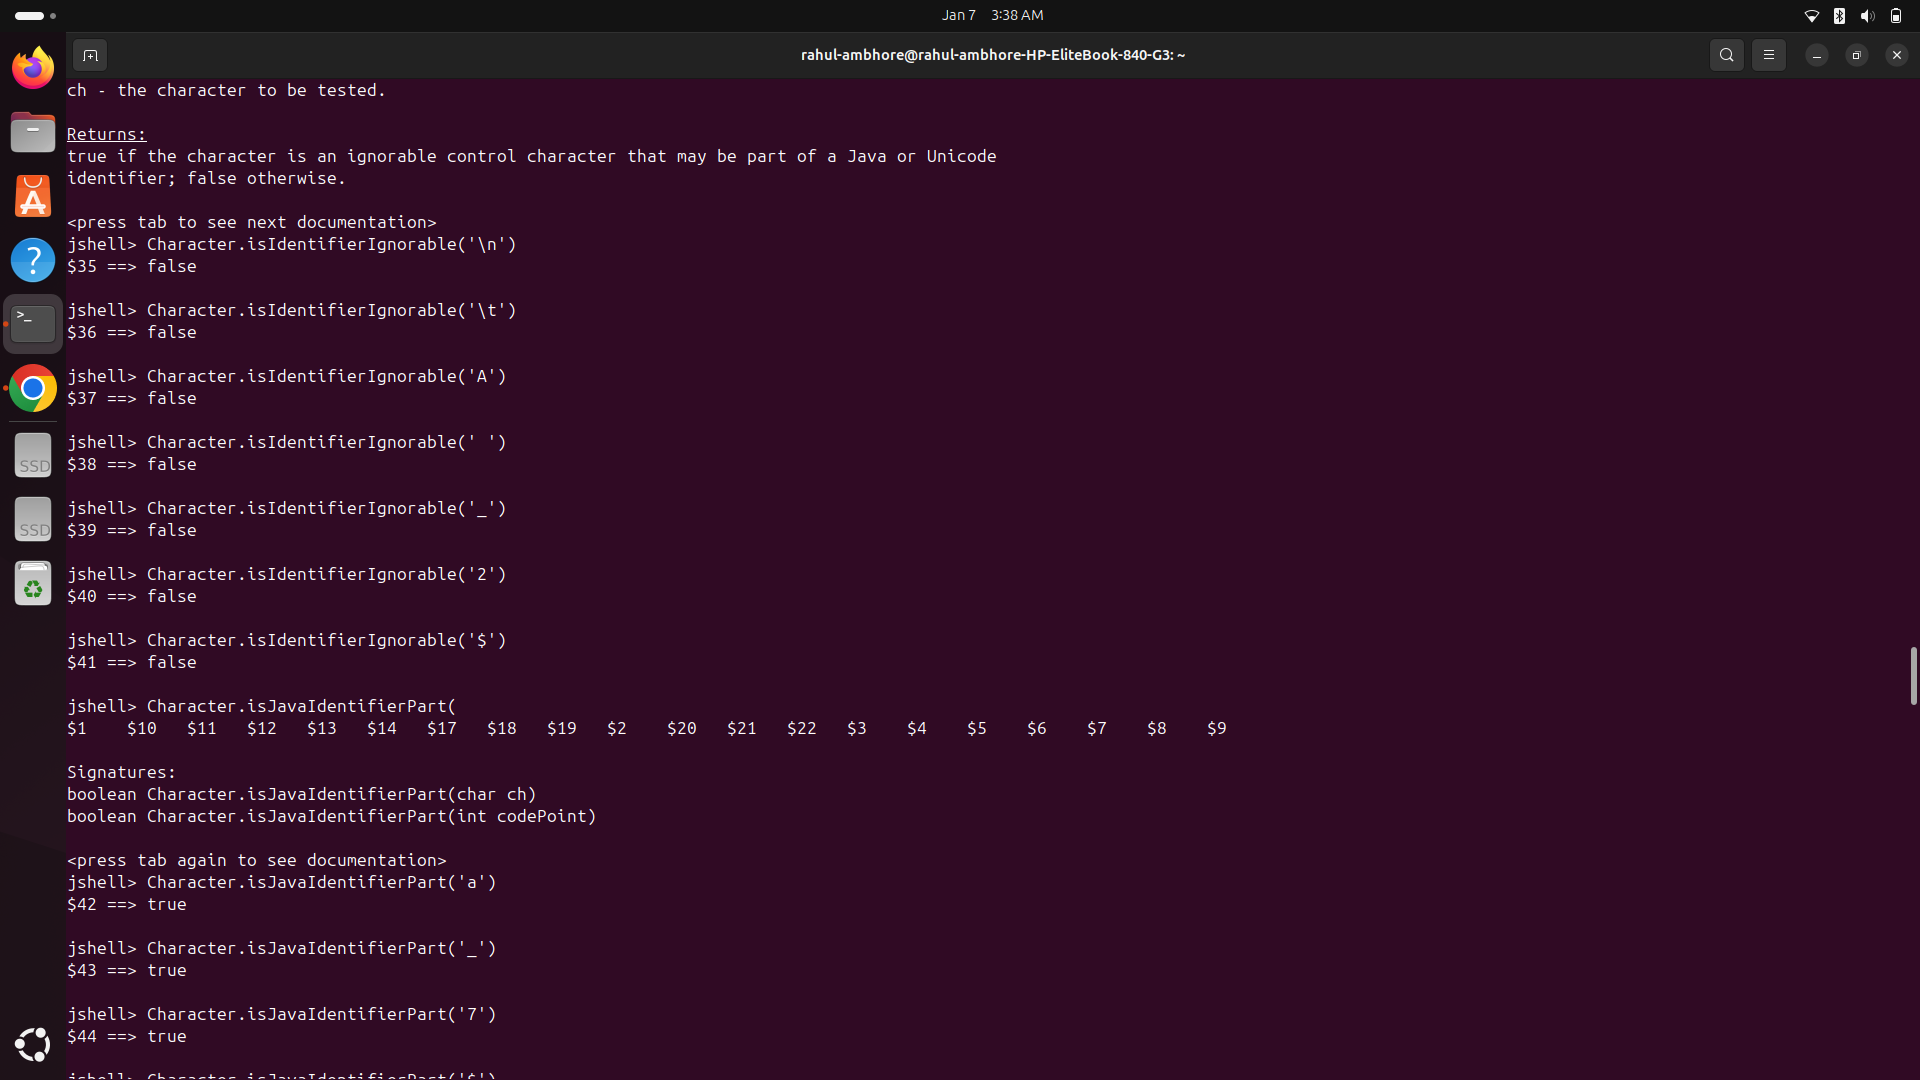 Jan 7 3:38 AM
rahul-ambhore@rahul-ambhore-HP-EliteBook-840-G3: ~
ch - the character to be tested.
Returns:
true if the character is an ignorable control character that may be part of a Java or Unicode
identifier; false otherwise.
<press tab to see next documentation>
jshell> Character.isIdentifierIgnorable('\n')
$35 ==> false
jshell> Character.isIdentifierIgnorable('\t')
$36 ==> false
jshell> Character.isIdentifierIgnorable('A')
$37 ==> false
jshell> Character.isIdentifierIgnorable(' ')
$38 ==> false
jshell> Character.isIdentifierIgnorable('_')
$39 ==> false
jshell> Character.isIdentifierIgnorable('2')
$40 ==> false
jshell> Character.isIdentifierIgnorable('$')
$41 ==> false
jshell> Character.isJavaIdentifierPart(
$1 $10 $11 $12 $13 $14 $17 $18 $19 $2 $20 $21 $22 $3 $4 $5 $6 $7 $8 $9
Signatures:
boolean Character.isJavaIdentifierPart(char ch)
boolean Character.isJavaIdentifierPart(int codePoint)
<press tab again to see documentation>
jshell> Character.isJavaIdentifierPart('a')
$42 ==> true
jshell> Character.isJavaIdentifierPart('_')
$43 ==> true
jshell> Character.isJavaIdentifierPart('7')
$44 ==> true
jshell> Character.isJavaIdentifierPart('$')
SSD
SSD